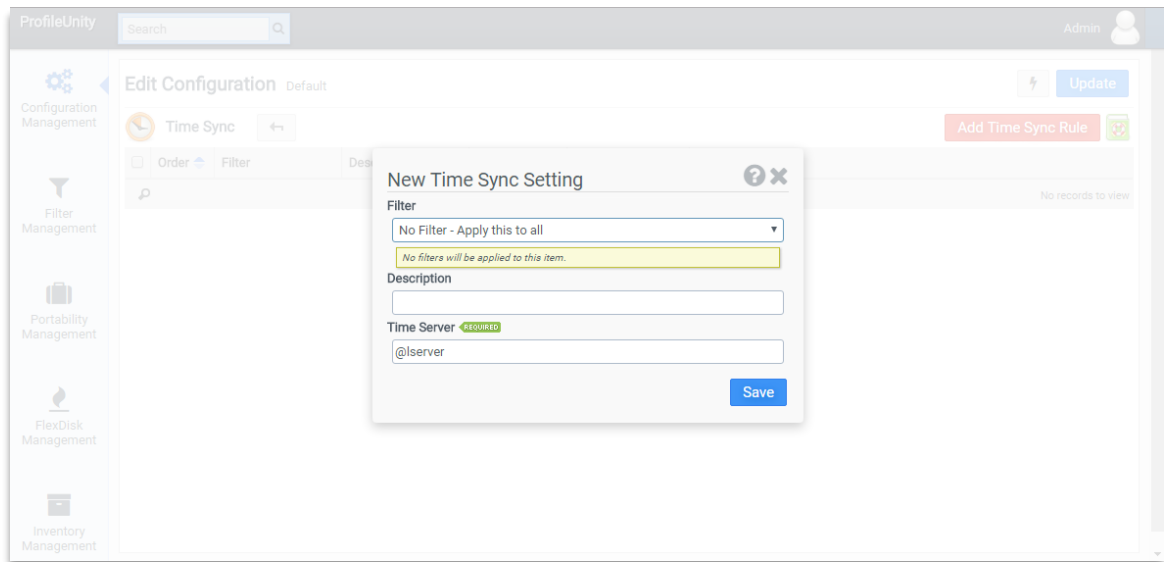 ProfileUnity
Search
Admin
Configuration
Management
Edit Configuration Default
Update
Time Sync
Add Time Sync Rule
Order Filter Desc
No records to view
Filter
Management
Portability
Management
FlexDisk
Management
Inventory
Management
New Time Sync Setting
Filter
No Filter - Apply this to all
No filters will be applied to this item.
Description
Time Server REQUIRED
@lserver
Save